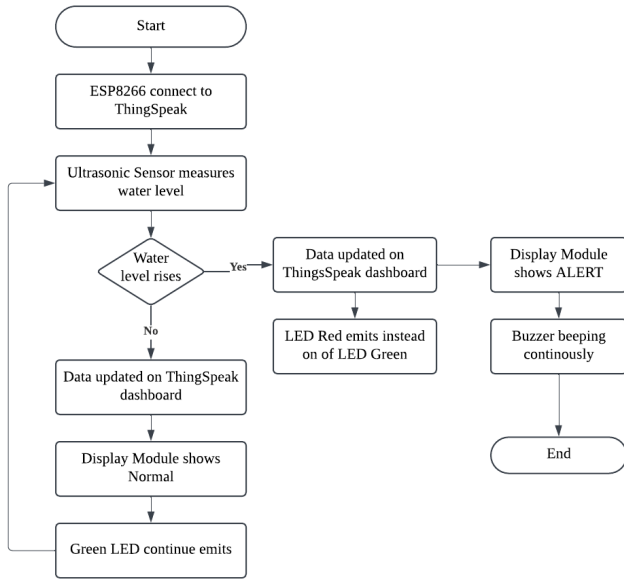 Start
ESP8266 connect to
ThingSpeak
Ultrasonic Sensor measures
water level
Water
level rises
Yes
Data updated on
ThingsSpeak dashboard
Display Module
shows ALERT
LED Red emits instead
on of LED Green
Buzzer beeping
continously
No
Data updated on ThingSpeak
dashboard
End
Display Module shows
Normal
Green LED continue emits